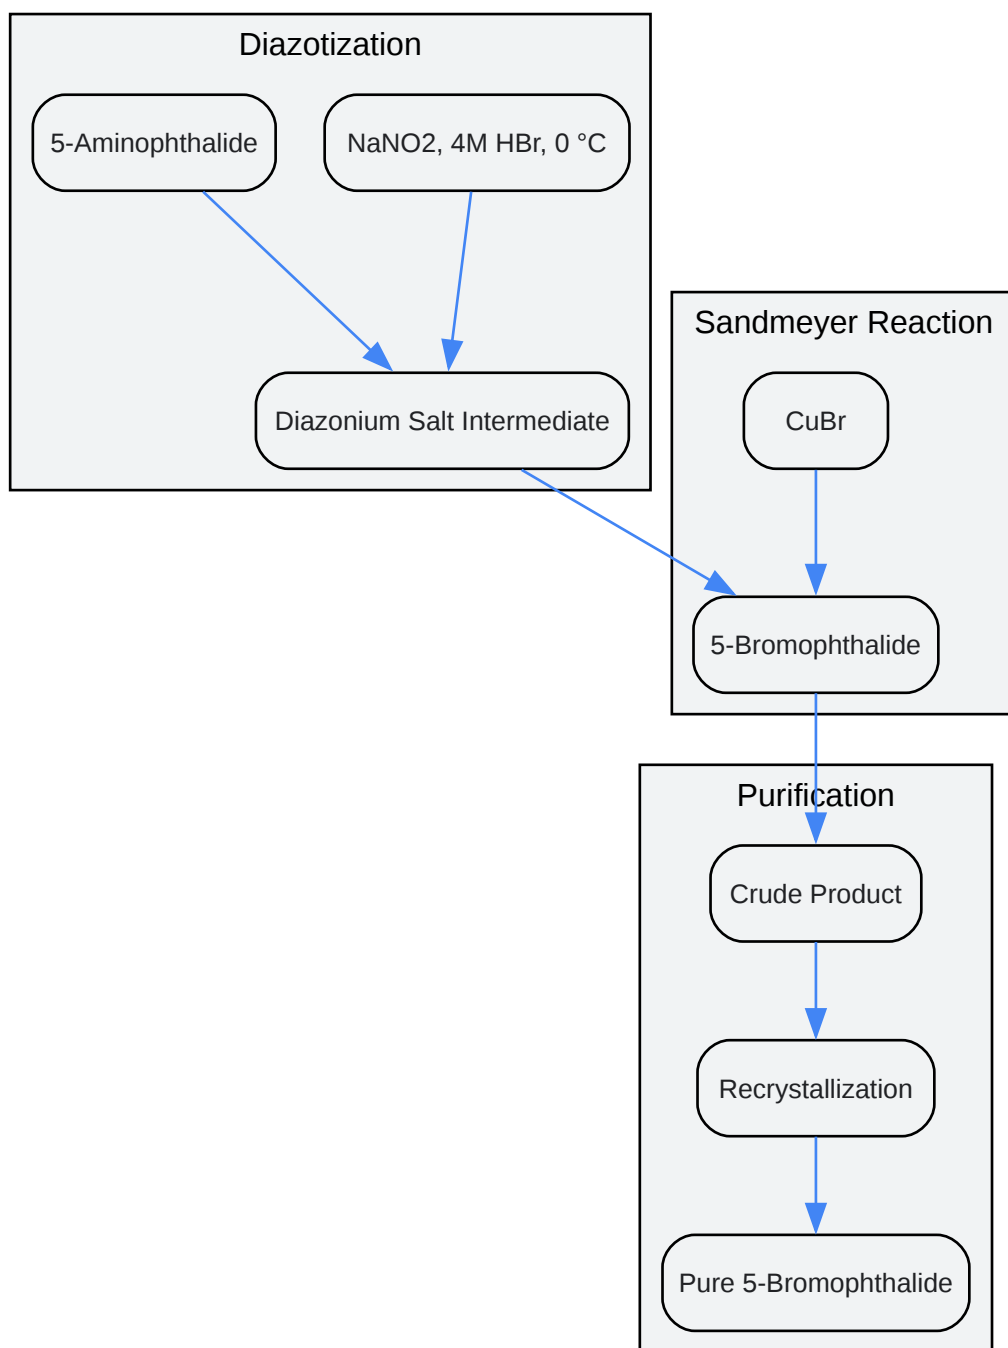 Diazotization
5-Aminophthalide
NaNO2, 4M HBr, 0 °C
Diazonium Salt Intermediate
Sandmeyer Reaction
CuBr
5-Bromophthalide
Purification
Crude Product
Recrystallization
Pure 5-Bromophthalide